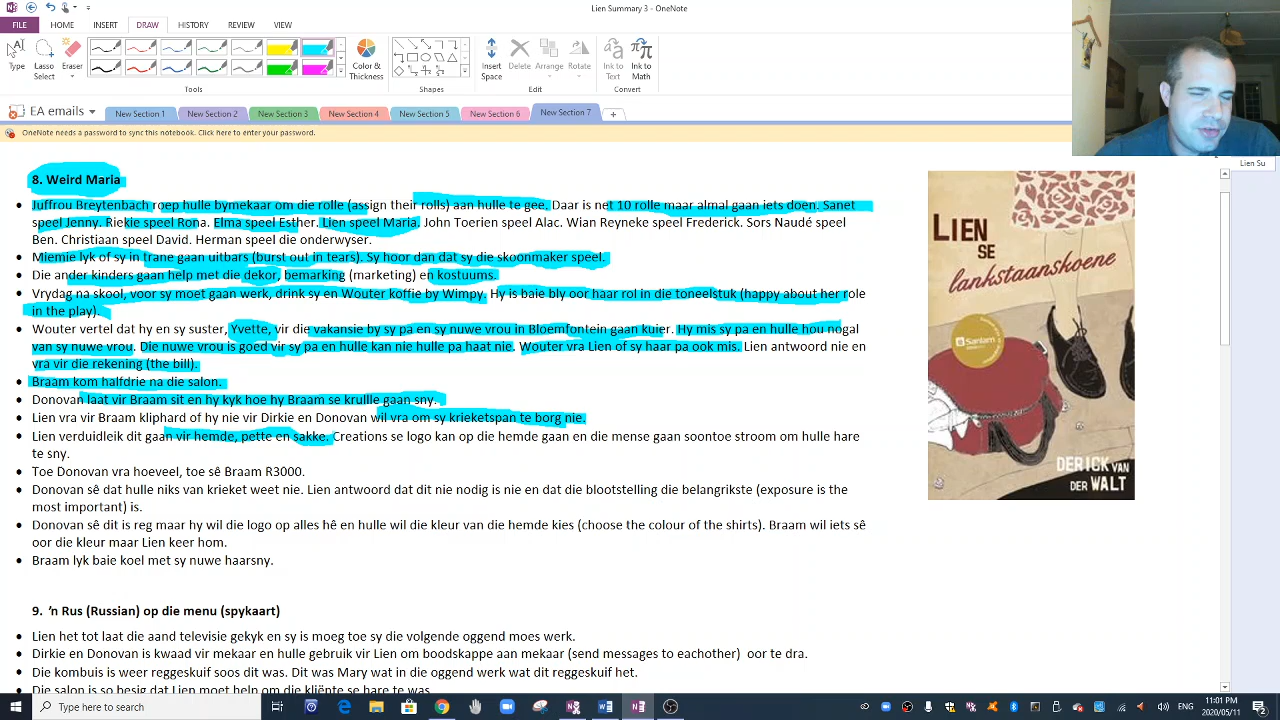 Lien Summary 3 - OneNote
FILE HOME INSERT DRAW HISTORY REVIEW VIEW
Type Lasso Select Eraser Color & Thickness Insert Space Delete Arrange Rotate Ink to Text Ink to Math
Tools Shapes Edit Convert
EA emails New Section 1 New Section 2 New Section 3 New Section 4 New Section 5 New Section 6 New Section 7
OneNote needs a password to sync this notebook. Click here to enter your password.
Lien Su
8. Weird Maria
Juffrou Breytenbach roep hulle bymekaar om die rolle (assign their rolls) aan hulle te gee. Daar is net 10 rolle maar almal gaan iets doen. Sanet
speel Jenny. Riekie speel Rona. Elma speel Esther. Lien speel Maria. John Toerien speel Alac. Wian Reyneke speel Frederik. Sors Naudé speel
Ben. Christiaan speel David. Herman speel die onderwyser.
Miemie lyk of sy in trane gaan uitbars (burst out in tears). Sy hoor dan dat sy die skoonmaker speel.
Die ander kinders gaan help met die dekor, bemarking (marketing) en kostuums.
Vrydag na skool, voor sy moet gaan werk, drink sy en Wouter koffie by Wimpy. Hy is baie bly oor haar rol in die toneelstuk (happy about her role
in the play).
Wouter vertel dat hy en sy suster, Yvette, vir die vakansie by sy pa en sy nuwe vrou in Bloemfontein gaan kuier. Hy mis sy pa en hulle hou nogal
van sy nuwe vrou. Die nuwe vrou is goed vir sy pa en hulle kan nie hulle pa haat nie. Wouter vra Lien of sy haar pa ook mis. Lien antwoord nie en
vra vir die rekening (the bill).
Braam kom halfdrie na die salon.
Donovan laat vir Braam sit en hy kyk hoe hy Braam se krullle gaan sny.
Lien vra vir Braam kliphard of hy nie vir Dirkie en Donovan wil vra om sy krieketspan te borg nie.
Lien verduidleik dit gaan vir hemde, pette en sakke. Creations se logo kan op die hemde gaan en die mense gaan soontoe stroom om hulle hare
te sny.
Toe Donovan vra hoeveel, toe sê Braam R3000.
Donovan sê dat hulle niks van krieket weet nie. Lien antwoord dat dit nie nodig is nie en dat die blootstelling die belangrikste (exposure is the
most important) is.
Donovan sê dit is reg maar hy wil die logo op alles hê en hulle wil die kleur van die hemde kies (choose the colour of the shirts). Braam wil iets sê
oor die kleur maar Lien keer hom.
Braam lyk baie koel met sy nuwe haarsny.
9. 'n Rus (Russian) op die menu (spykaart)
Lien het tot laat die aand televisie gekyk en sy is moeg toe sy die volgende oggend moes werk.
Dirkie en Donovan is kwaad vir mekaar en hulle gebruik vir Lien om boodskappe aan mekaar (send messages to eachother) oor te dra.
Die kombuis is weer reggeskuif soos dit was. Dit was Mary wat in die oggend werk wat dit reggeskuif het.
Die salon is so besig dat Lien moet help om die kliënte se hare te was.
LIEN
SE
lankstaanskoene
Sanlam
DERICK VAN
DER WALT
Type here to search
11:01 PM
2020/05/11